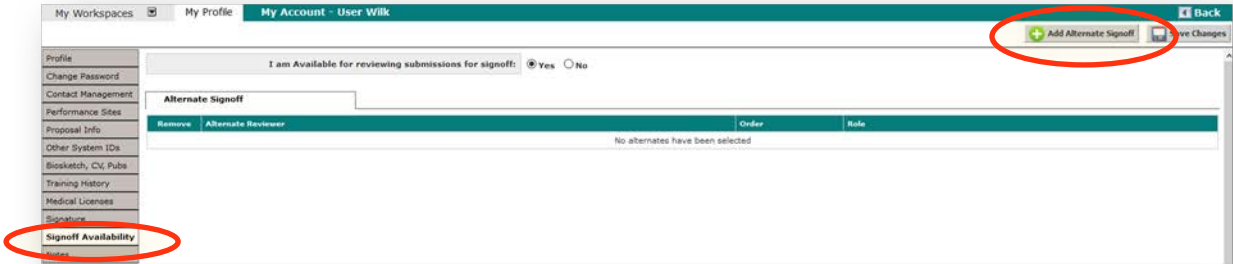 My Workspaces My Profile My Account - User Wilk Back
Add Alternate Signoff Save Changes
Profile
I am Available for reviewing submissions for signoff: Yes No
Change Password
Contact Management
Alternate Signoff
Performance Sites
Remove Alternate Reviewer Order Role
Proposal Info
No alternates have been selected
Other System IDs
Biosketch, CV, Pubs
Training History
Medical Licenses
Signature
Signoff Availability
Notes